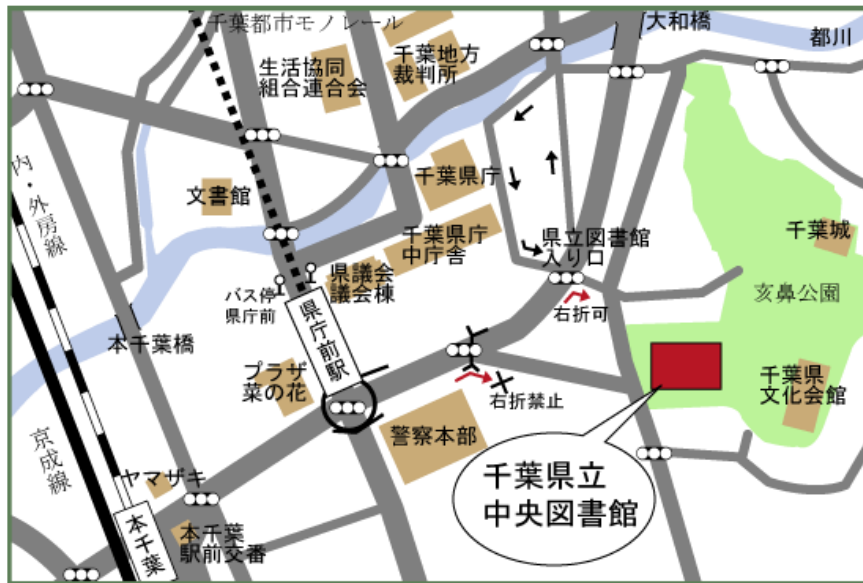 千葉都市モノレール
大和橋
都川
生活協同
組合連合会
千葉地方
裁判所
内・外房線
文書館
千葉県庁
千葉県庁
中庁舎
県立図書館
入り口
千葉城
県議会
議会棟
バス停
県庁前
右折可
亥鼻公園
県庁前駅
本千葉橋
プラザ
菜の花
右折禁止
千葉県
文化会館
警察本部
京成線
千葉県立
中央図書館
ヤマザキ
本千葉
本千葉
駅前交番